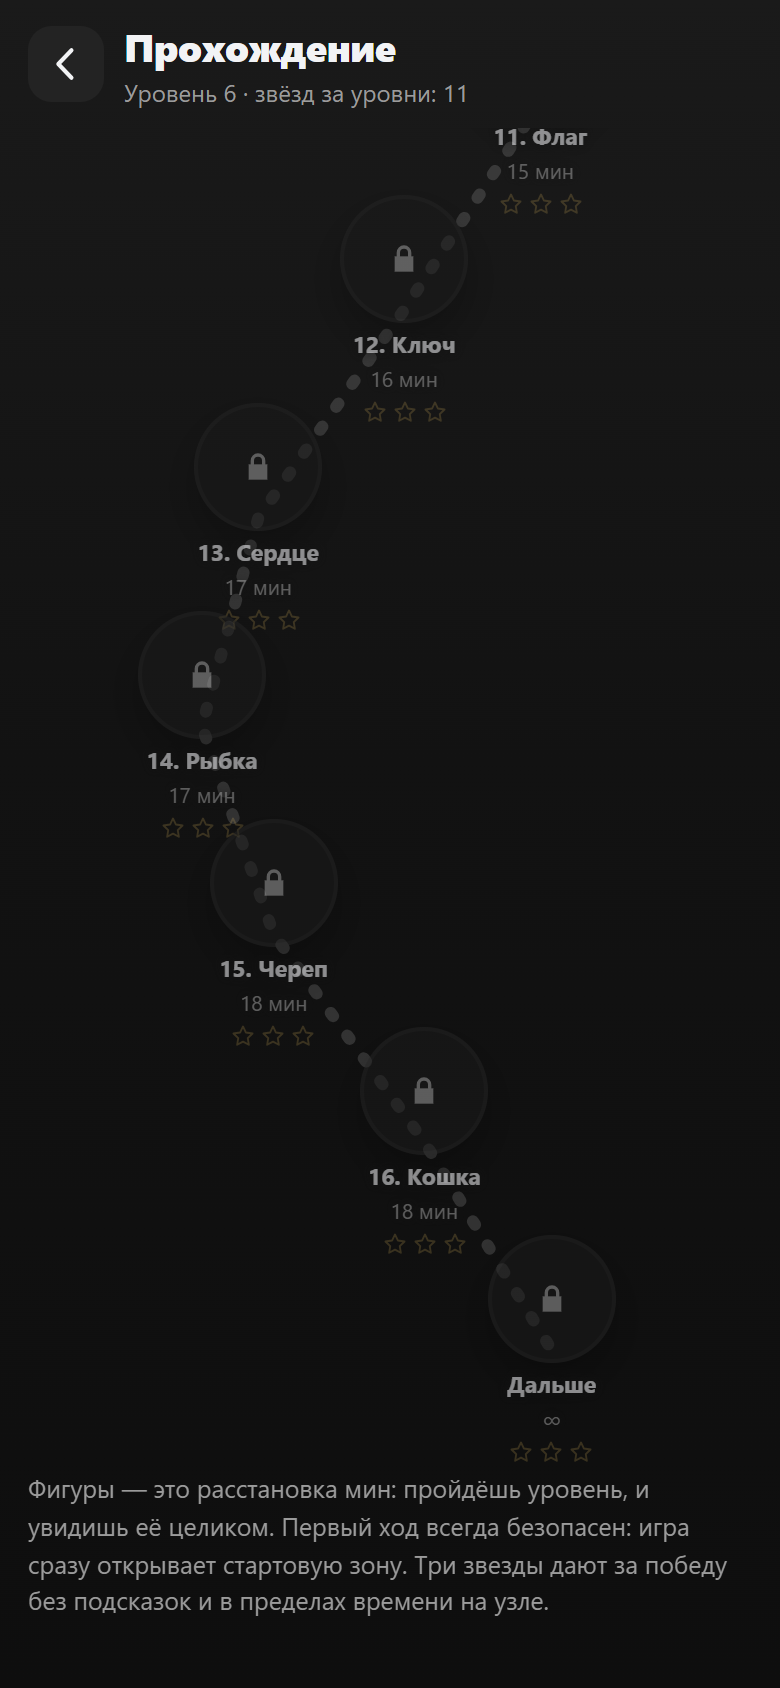 Прохождение
Уровень 6 · звёзд за уровни: 11
11. Флаг
15 мин
12. Ключ
16 мин
13. Сердце
17 мин
14. Рыбка
17 мин
15. Череп
18 мин
16. Кошка
18 мин
Дальше
∞
Фигуры — это расстановка мин: пройдёшь уровень, и
увидишь её целиком. Первый ход всегда безопасен: игра
сразу открывает стартовую зону. Три звезды дают за победу
без подсказок и в пределах времени на узле.